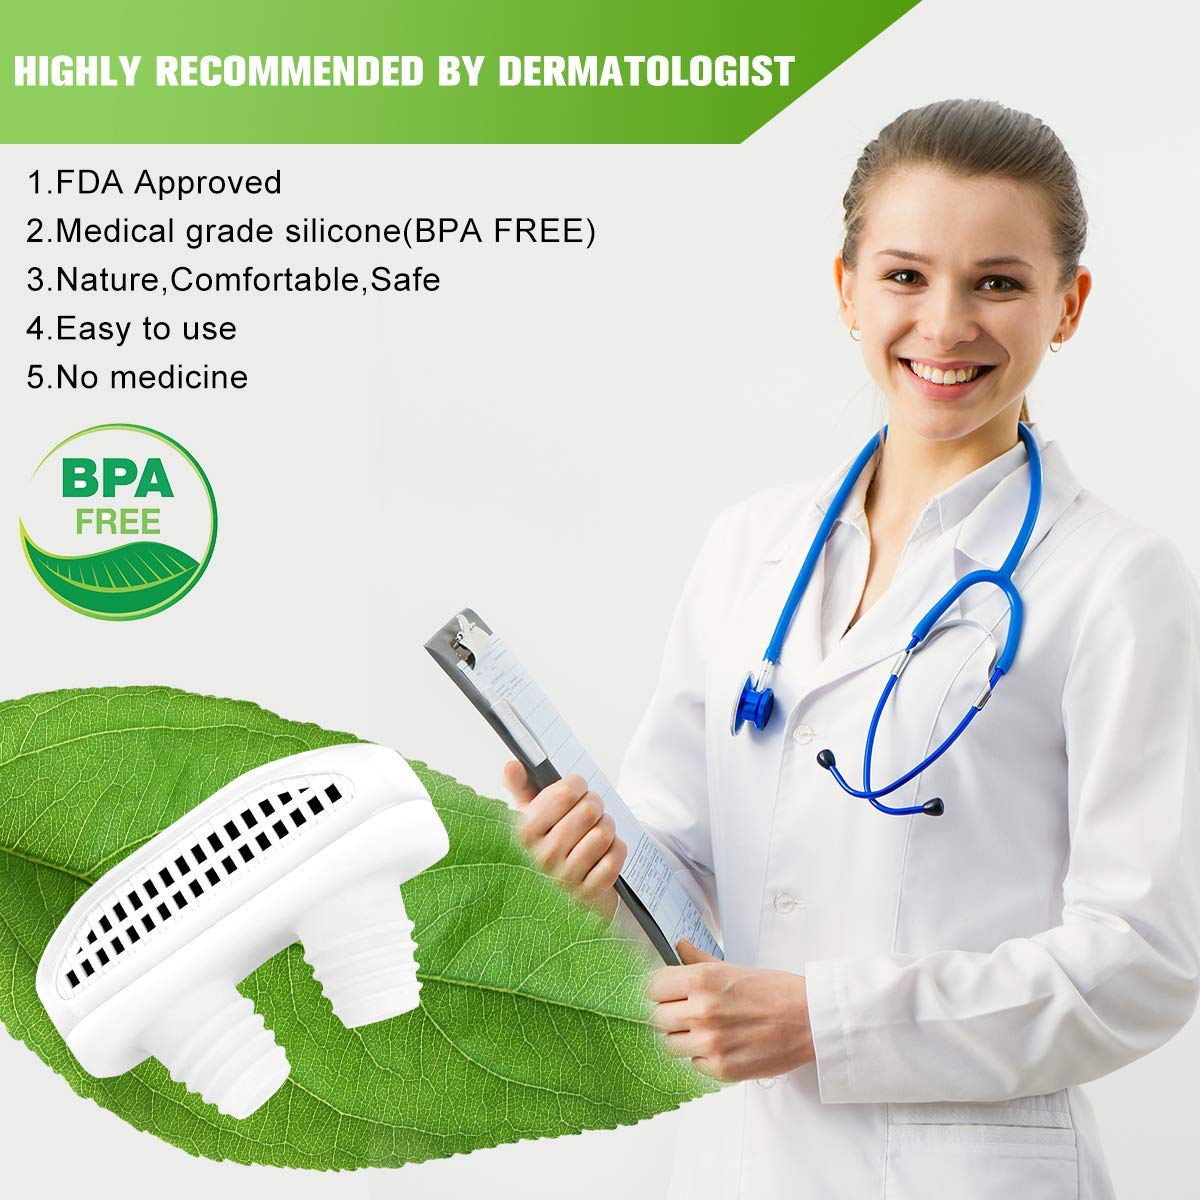 HIGHLY RECOMMENDED BY DERMATOLOGIST
1.FDA Approved
2.Medical grade silicone(BPA FREE)
3.Nature,Comfortable,Safe
4.Easy to use
5.No medicine
BPA
FREE